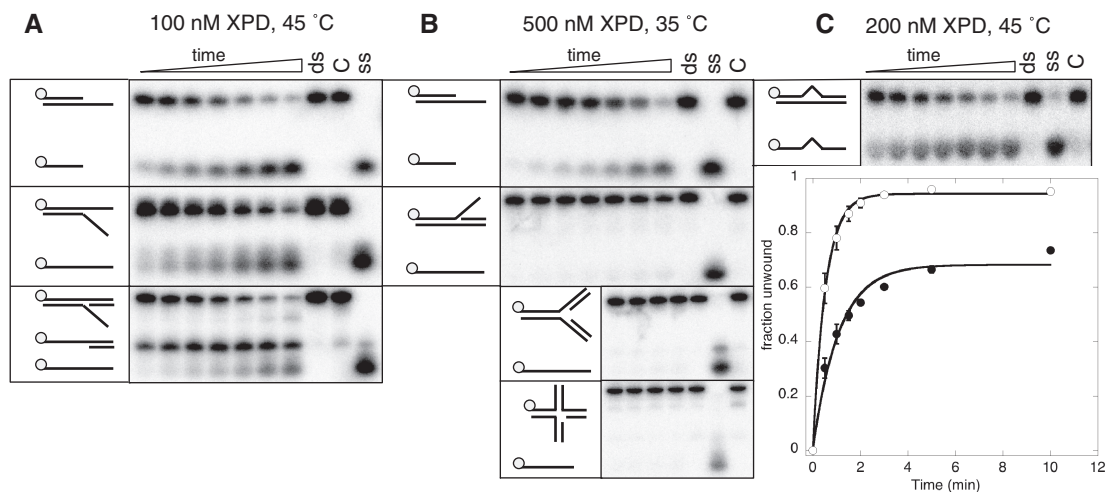 A
100 nM XPD, 45 ˚C
time
ds
C
ss
B
500 nM XPD, 35 ˚C
time
ds
ss
C
C
200 nM XPD, 45 ˚C
time
ds
ss
C
fraction unwound
1
0.8
0.6
0.4
0.2
0
0
2
4
6
8
10
12
Time (min)